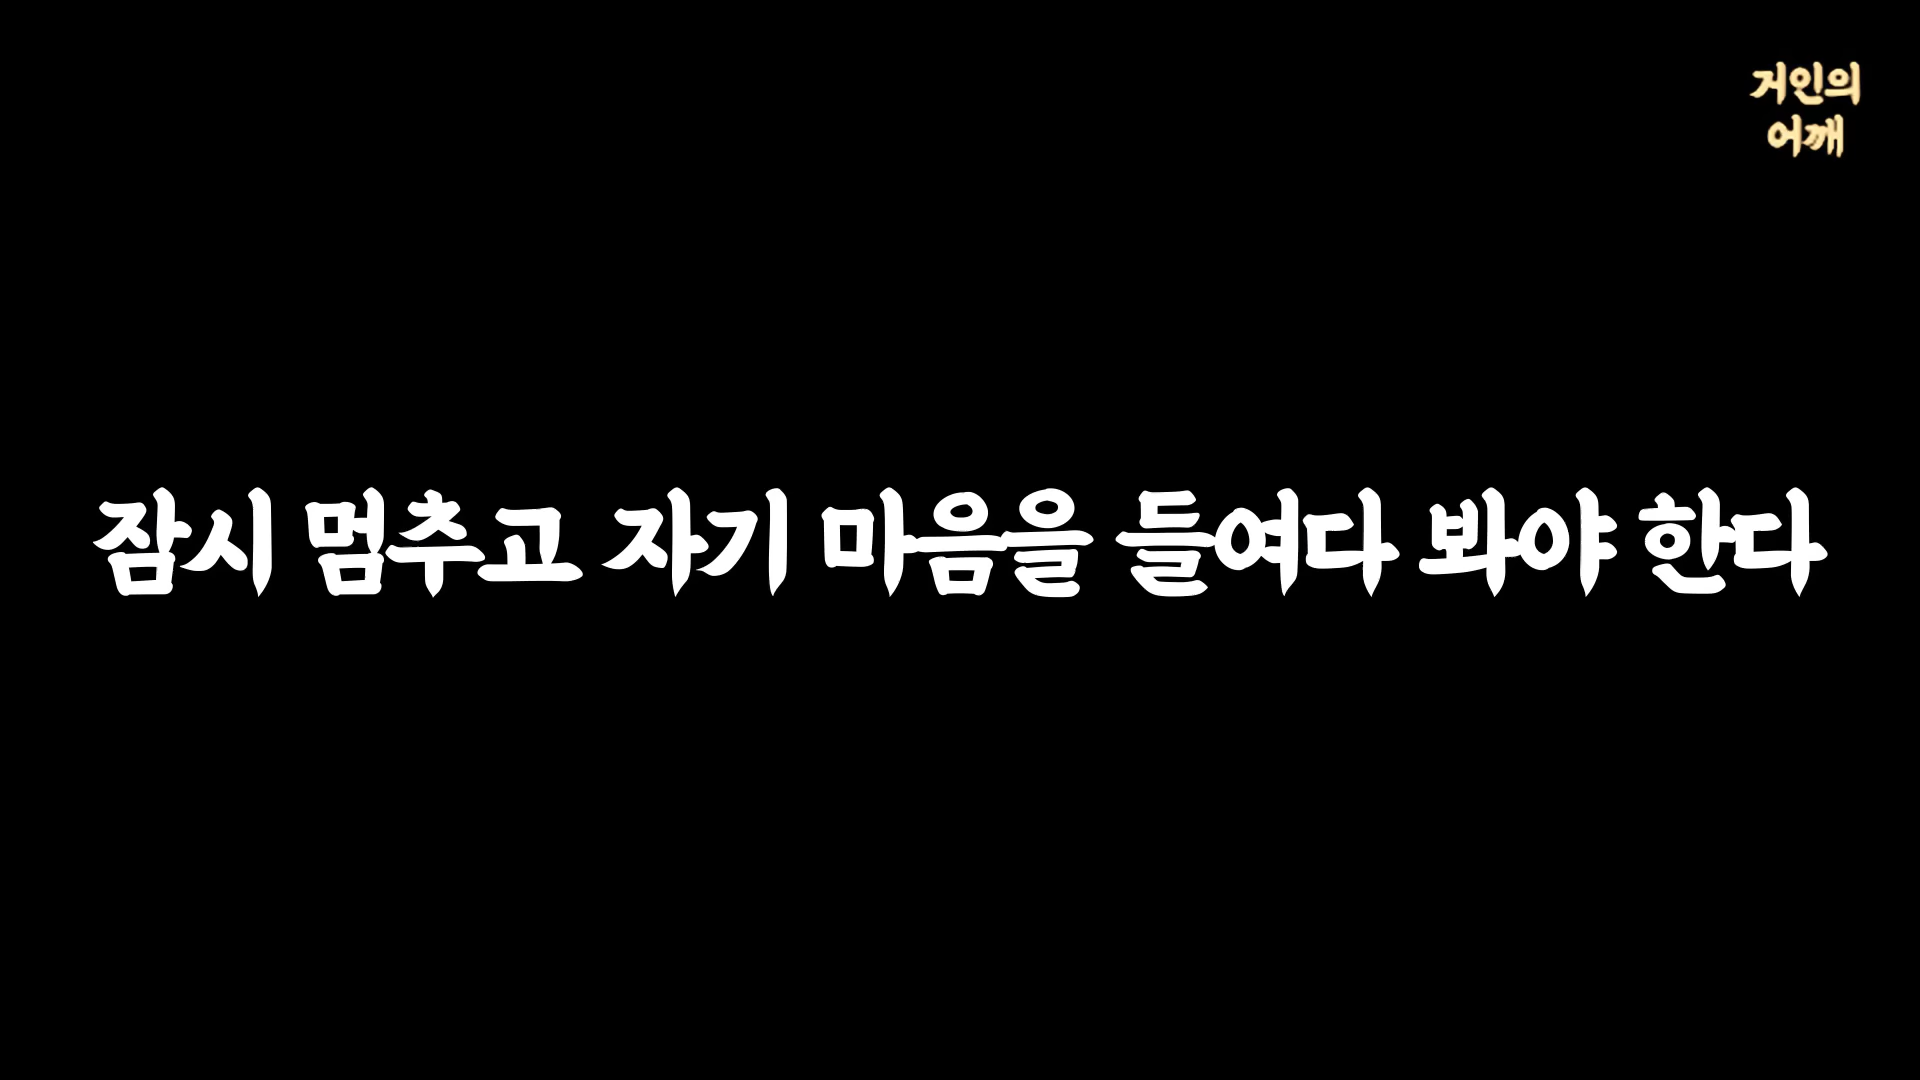 거인의
어깨
잠시 멈추고 자기 마음을 들여다 봐야 한다